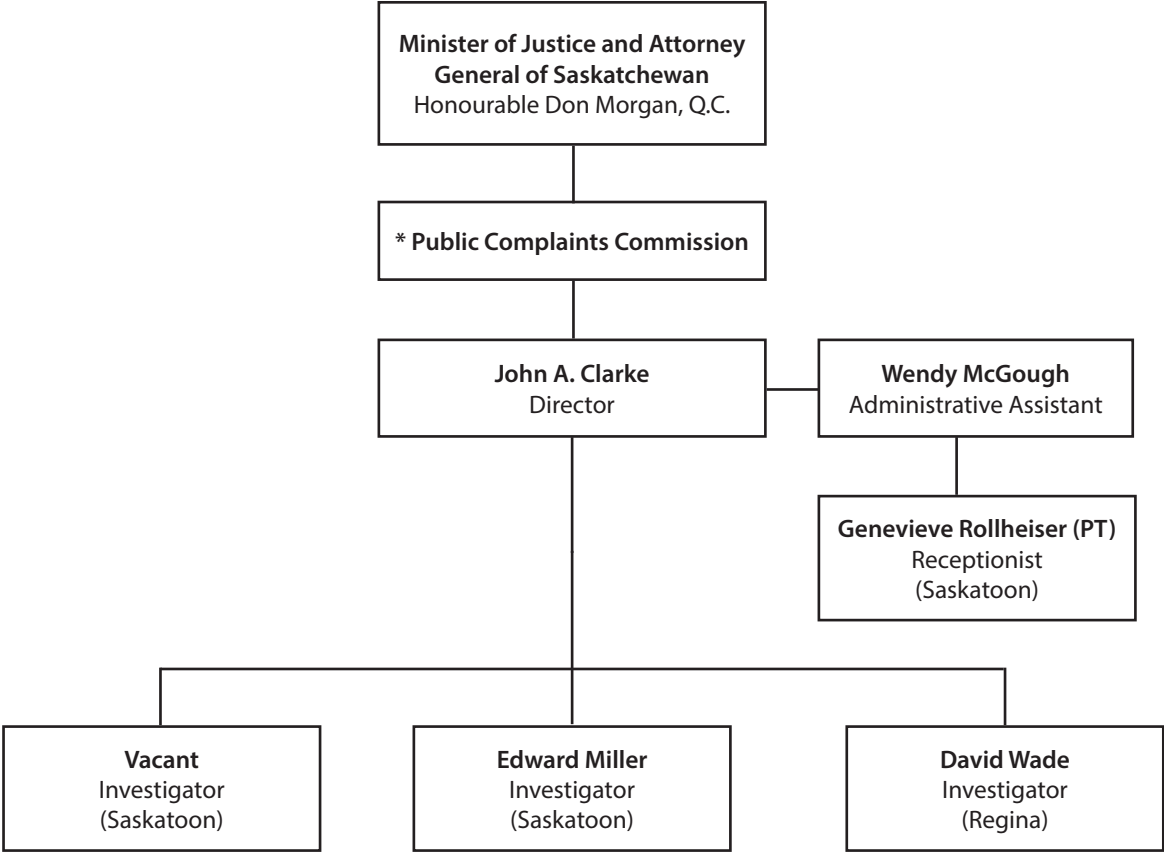 Minister of Justice and Attorney
General of Saskatchewan
Honourable Don Morgan, Q.C.
* Public Complaints Commission
John A. Clarke
Director
Wendy McGough
Administrative Assistant
Genevieve Rollheiser (PT)
Receptionist
(Saskatoon)
Vacant
Investigator
(Saskatoon)
Edward Miller
Investigator
(Saskatoon)
David Wade
Investigator
(Regina)